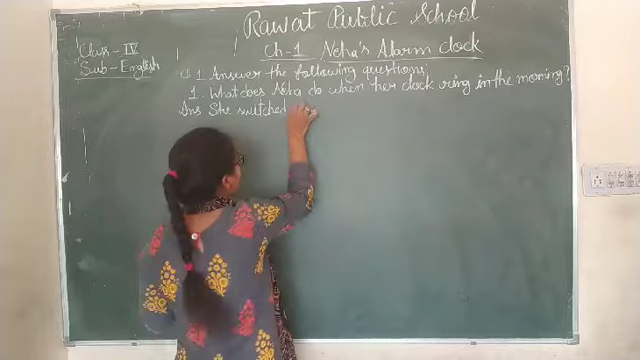 Rawat Public School
Class - IV
Ch-1 Neha's Alarm clock
Sub - English
Q 1. Answer the following questions,
1. What does Neha do when her clock ring in the morning?
Ans She switched